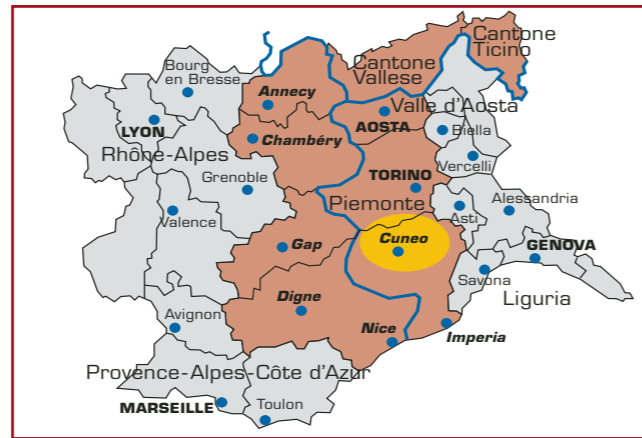 Cantone
Ticino
Bourg
en Bresse
Cantone
Vallese
Annecy
Valle d'Aosta
LYON
AOSTA
Biella
Chambéry
Rhône-Alpes
Vercelli
Grenoble
TORINO
Piemonte
Alessandria
Valence
Asti
Gap
Cuneo
GENOVA
Savona
Liguria
Digne
Avignon
Nice
Imperia
Provence-Alpes-Côte d'Azur
MARSEILLE
Toulon